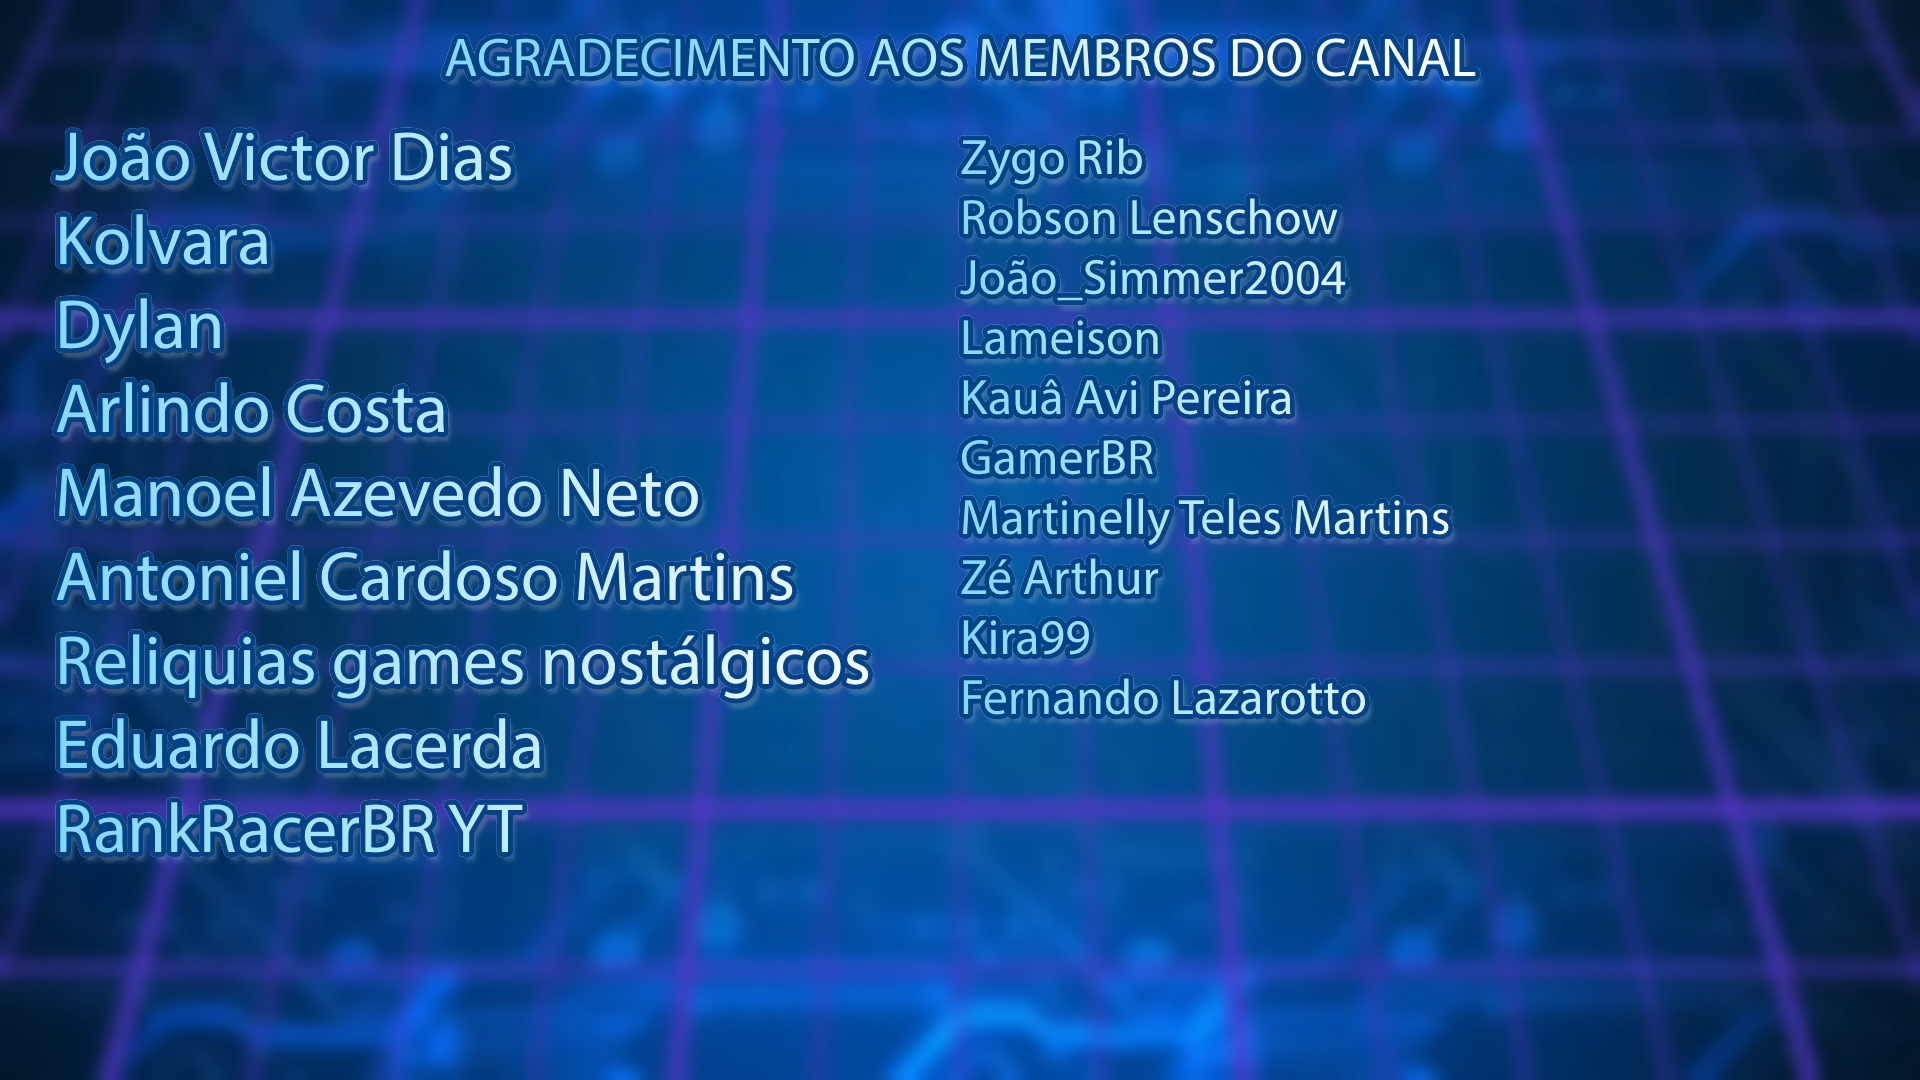 AGRADECIMENTO AOS MEMBROS DO CANAL
João Victor Dias
Kolvara
Dylan
Arlindo Costa
Manoel Azevedo Neto
Antoniel Cardoso Martins
Reliquias games nostálgicos
Eduardo Lacerda
RankRacerBR YT
Zygo Rib
Robson Lenschow
João_Simmer2004
Lameison
Kauâ Avi Pereira
GamerBR
Martinelly Teles Martins
Zé Arthur
Kira99
Fernando Lazarotto